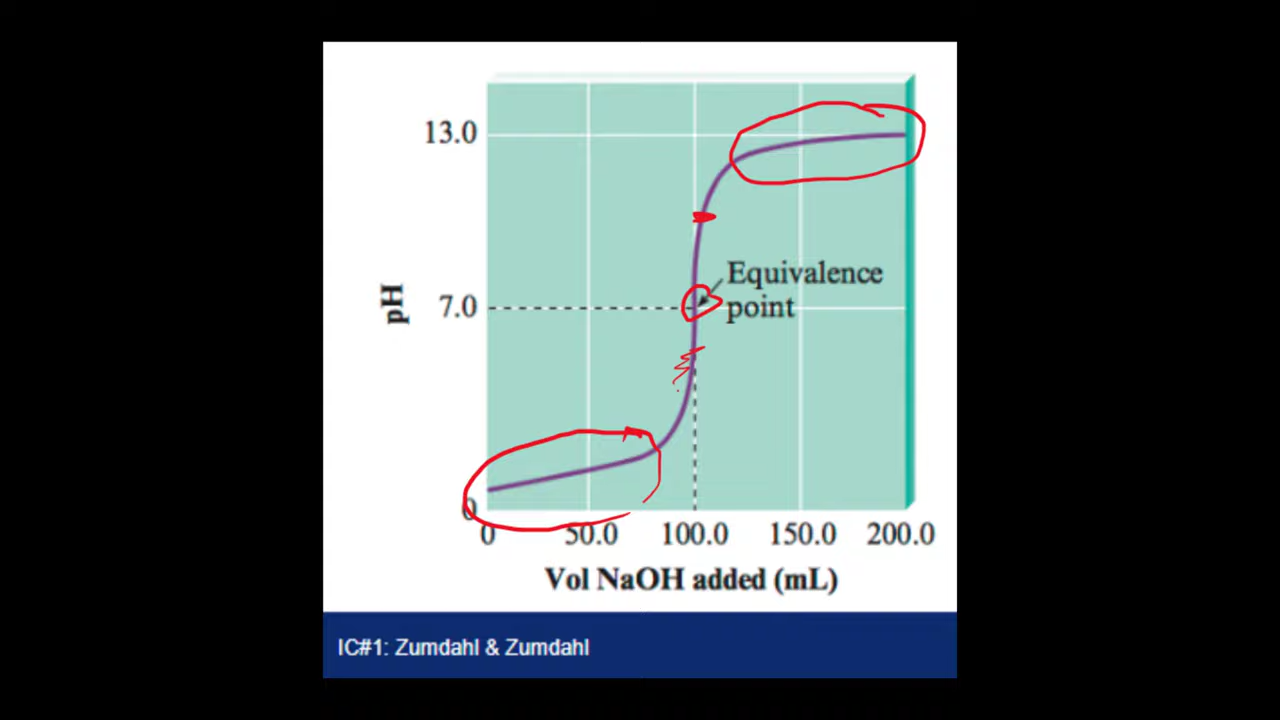 13.0
Equivalence
pH
7.0
point
0
0
50.0
100.0
150.0
200.0
Vol NaOH added (mL)
IC#1: Zumdahl & Zumdahl